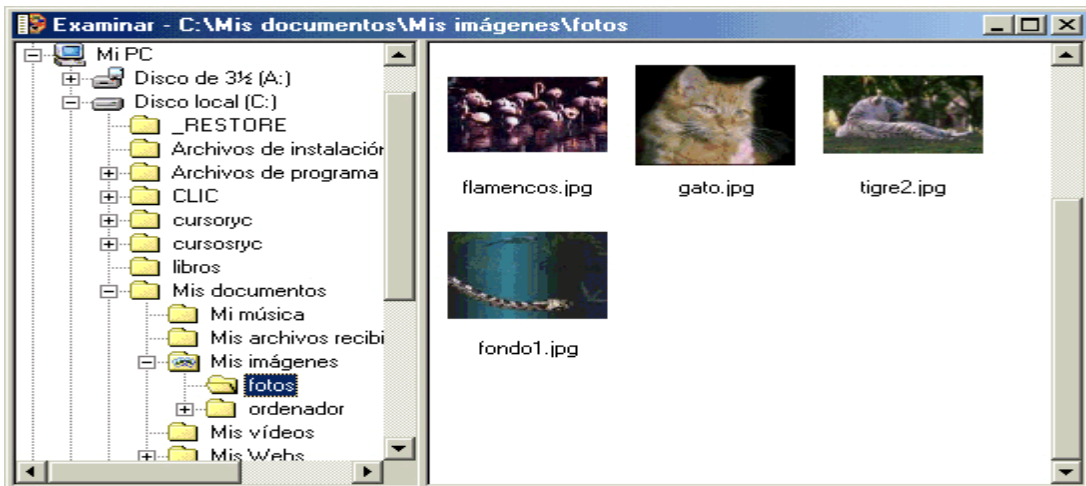 Examinar - C:\Mis documentos\Mis imágenes\fotos
Mi PC
Disco de 3½ (A:)
Disco local (C:)
_RESTORE
Archivos de instalación
Archivos de programa
CLIC
cursoryc
cursosryc
libros
Mis documentos
Mi música
Mis archivos recibi
Mis imágenes
fotos
ordenador
Mis vídeos
Mis Webs
flamencos.jpg
gato.jpg
tigre2.jpg
fondo1.jpg